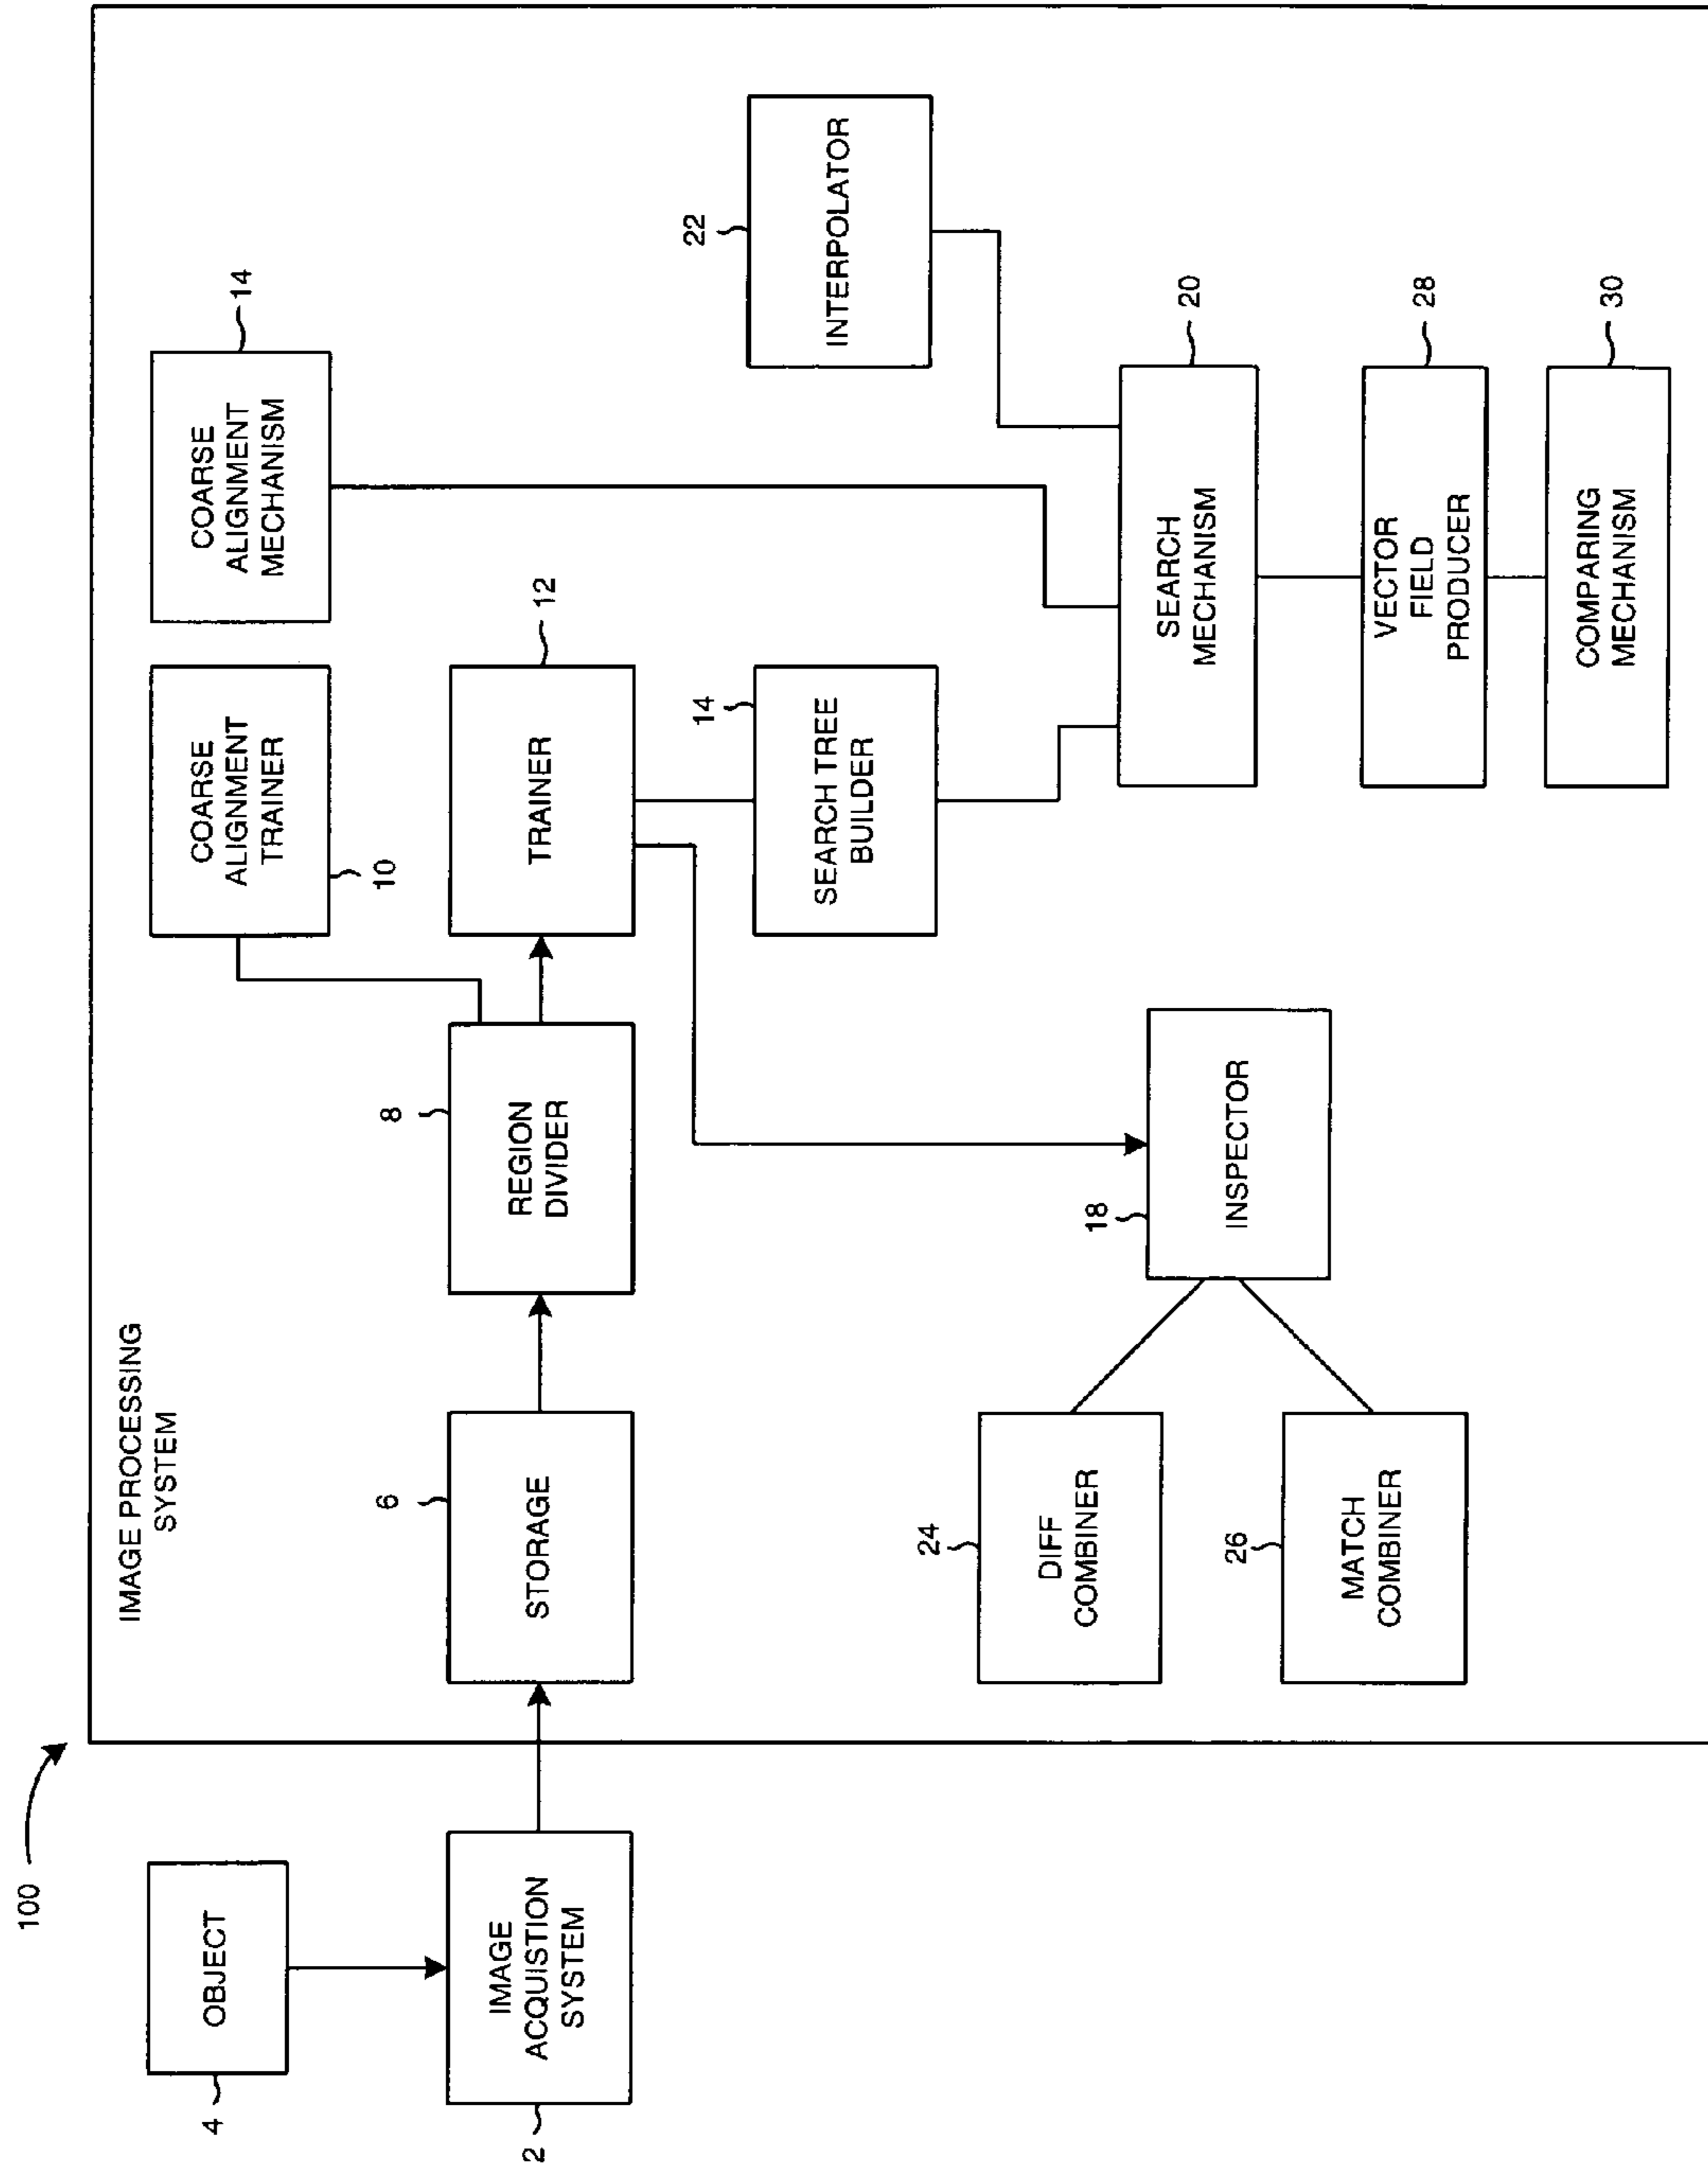 100
IMAGE PROCESSING
SYSTEM
4
OBJECT
2
IMAGE
ACQUISTION
SYSTEM
6
STORAGE
8
REGION
DIVIDER
COARSE
ALIGNMENT
TRAINER
10
COARSE
ALIGNMENT
MECHANISM
14
12
TRAINER
14
SEARCH TREE
BUILDER
22
INTERPOLATOR
24
DIFF
COMBINER
26
MATCH
COMBINER
18
INSPECTOR
SEARCH
MECHANISM
20
VECTOR
FIELD
PRODUCER
28
COMPARING
MECHANISM
30